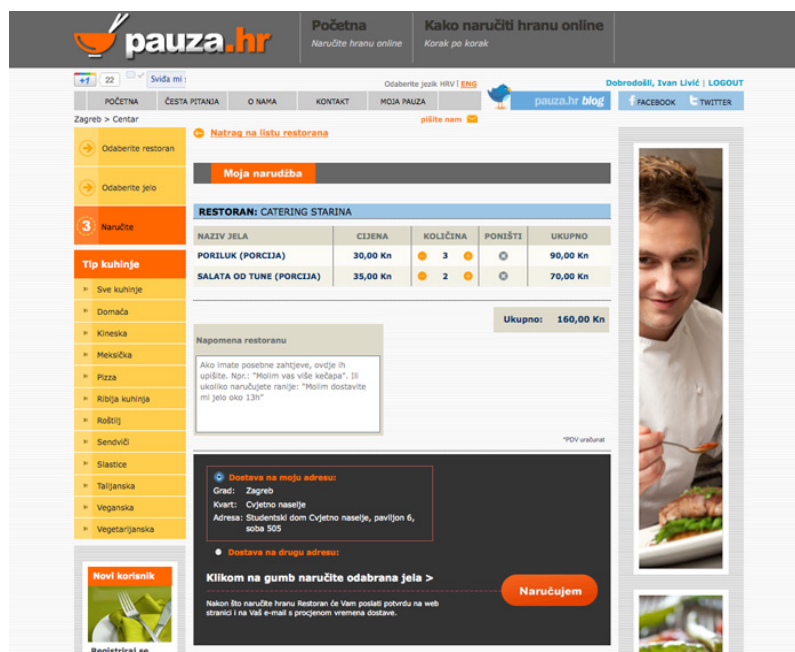 pauza.hr
Početna
Naručite hranu online
Kako naručiti hranu online
Korak po korak
+1 22 Sviđa mi
Odaberite jezik HRV | ENG
Dobrodošli, Ivan Livić | LOGOUT
POČETNA ČESTA PITANJA O NAMA KONTAKT MOJA PAUZA
pauza.hr blog
FACEBOOK TWITTER
Zagreb > Centar
pišite nam
Odaberite restoran
Odaberite jelo
3 Naručite
Tip kuhinje
Sve kuhinje
Domaća
Kineska
Meksička
Pizza
Riblja kuhinja
Roštilj
Sendviči
Slastice
Talijanska
Veganska
Vegetarijanska
Novi korisnik
Registriraj se
Natrag na listu restorana
Moja narudžba
RESTORAN: CATERING STARINA
NAZIV JELA CIJENA KOLIČINA PONIŠTI UKUPNO
PORILUK (PORCIJA) 30,00 Kn 3 90,00 Kn
SALATA OD TUNE (PORCIJA) 35,00 Kn 2 70,00 Kn
Ukupno: 160,00 Kn
Napomena restoranu
Ako imate posebne zahtjeve, ovdje ih
upišite. Npr.: "Molim vas više kečapa". Ili
ukoliko naručujete ranije: "Molim dostavite
mi jelo oko 13h"
*PDV uračunat
Dostava na moju adresu:
Grad: Zagreb
Kvart: Cvjetno naselje
Adresa: Studentski dom Cvjetno naselje, paviljon 6,
soba 505
Dostava na drugu adresu:
Klikom na gumb naručite odabrana jela >
Naručujem
Nakon što naručite hranu Restoran će Vam poslati potvrdu na web
stranici i na Vaš e-mail s procjenom vremena dostave.